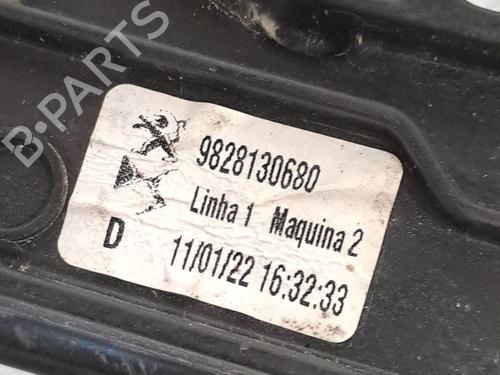 B-PARTS
9828130680
Linha 1 Maquina 2
D 11/01/22 16:32:33